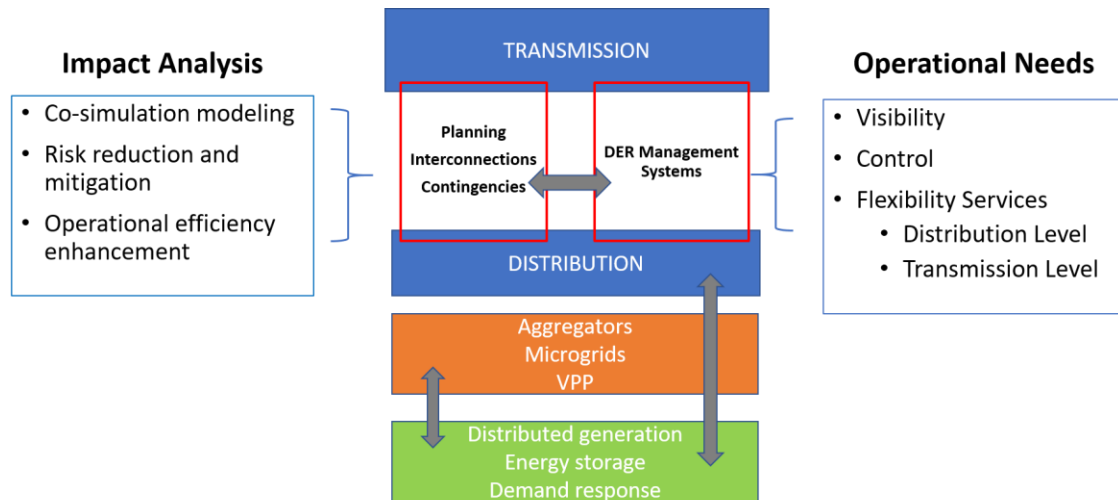 TRANSMISSION
Impact Analysis
• Co-simulation modeling
• Risk reduction and
mitigation
• Operational efficiency
enhancement
Planning
Interconnections
Contingencies
DER Management
Systems
Operational Needs
• Visibility
• Control
• Flexibility Services
• Distribution Level
• Transmission Level
DISTRIBUTION
Aggregators
Microgrids
VPP
Distributed generation
Energy storage
Demand response